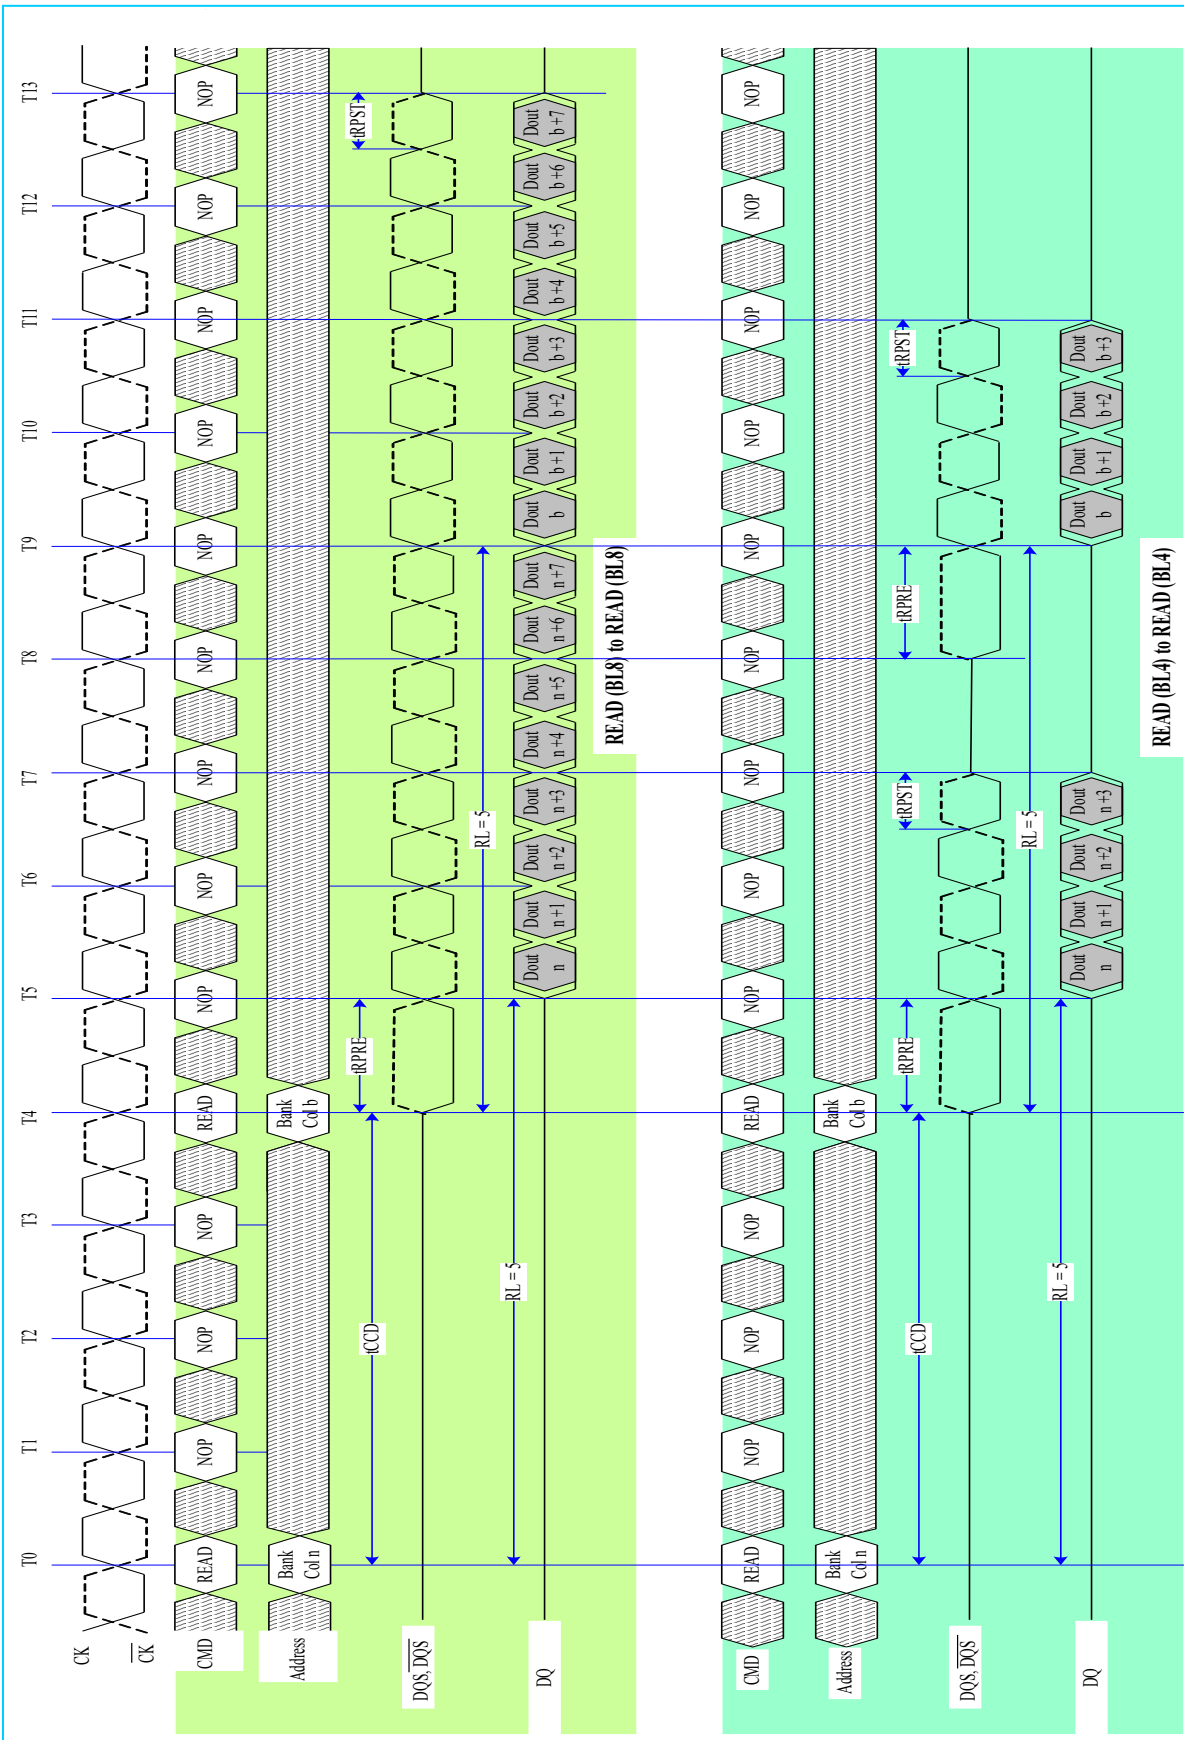 T0 T1 T2 T3 T4 T5 T6 T7 T8 T9 T10 T11 T12 T13
CK
CK
CMD READ NOP NOP NOP READ NOP NOP NOP NOP NOP NOP NOP NOP NOP
Address Bank Col n Bank Col b
tCCD tRPRE tRPST
DQS, DQS
RL = 5
RL = 5
DQ Dout n Dout n+1 Dout n+2 Dout n+3 Dout n+4 Dout n+5 Dout n+6 Dout n+7 Dout b Dout b+1 Dout b+2 Dout b+3 Dout b+4 Dout b+5 Dout b+6 Dout b+7
READ (BL8) to READ (BL8)
CMD READ NOP NOP NOP READ NOP NOP NOP NOP NOP NOP NOP NOP NOP
Address Bank Col n Bank Col b
tCCD tRPRE tRPST tRPRE tRPST
DQS, DQS
RL = 5
RL = 5
DQ Dout n Dout n+1 Dout n+2 Dout n+3 Dout b Dout b+1 Dout b+2 Dout b+3
READ (BL4) to READ (BL4)